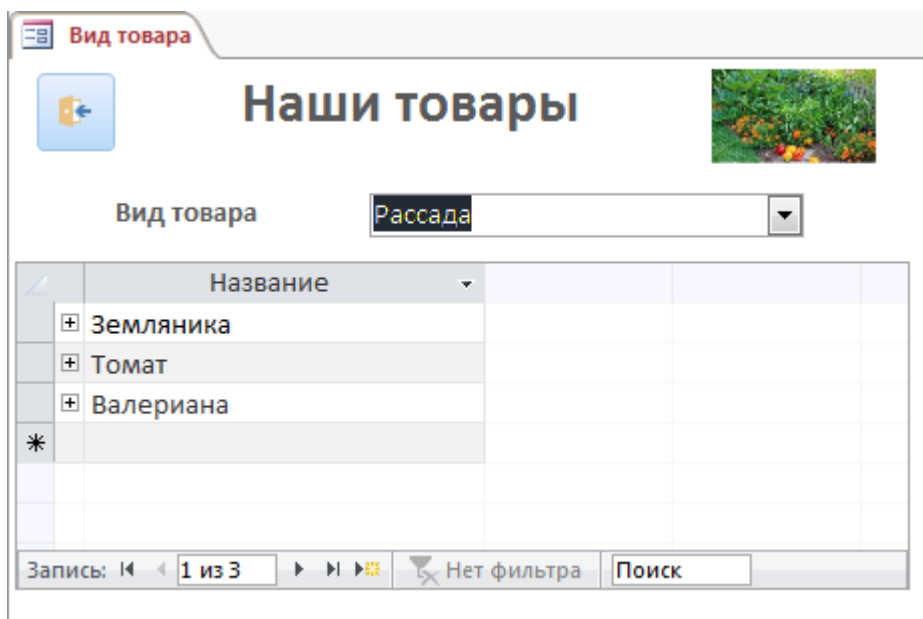 Вид товара
Наши товары
Вид товара Рассада
Название
Земляника
Томат
Валериана
Запись: 1 из 3 Нет фильтра Поиск